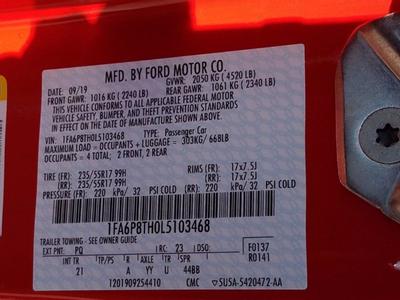 MFD. BY FORD MOTOR CO.
09/19 GVWR: 2050 KG ( 4520 LB)
FRONT GAWR: 1016 KG ( 2240 LB) REAR GAWR: 1061 KG ( 2340 LB)
THIS VEHICLE CONFORMS TO ALL APPLICABLE FEDERAL MOTOR
VEHICLE SAFETY, BUMPER, AND THEFT PREVENTION STANDARDS
IN EFFECT ON THE DATE OF MANUFACTURE SHOWN ABOVE.
VIN: 1FA6P8TH0L5103468
TYPE: Passenger Car
MAXIMUM LOAD = OCCUPANTS + LUGGAGE = 303KG/ 668LB
OCCUPANTS = 4 TOTAL: 2 FRONT, 2 REAR
TIRE (FR): 235/55R17 99H RIMS (FR): 17x7.5J
(RR): 235/55R17 99H (RR): 17x7.5J
PRESSURE (FR): 220 kPa/ 32 PSI COLD (RR): 220 kPa/ 32 PSI COLD
1FA6P8TH0L5103468
TRAILER TOWING - SEE OWNER GUIDE
EXT PNT: PQ RC: 23 DSO: F0137
R0141
INT TR A AXLE TR SPR
21 A YY U 44BB
1201909254410 CMC 5U5A-5420472-AA